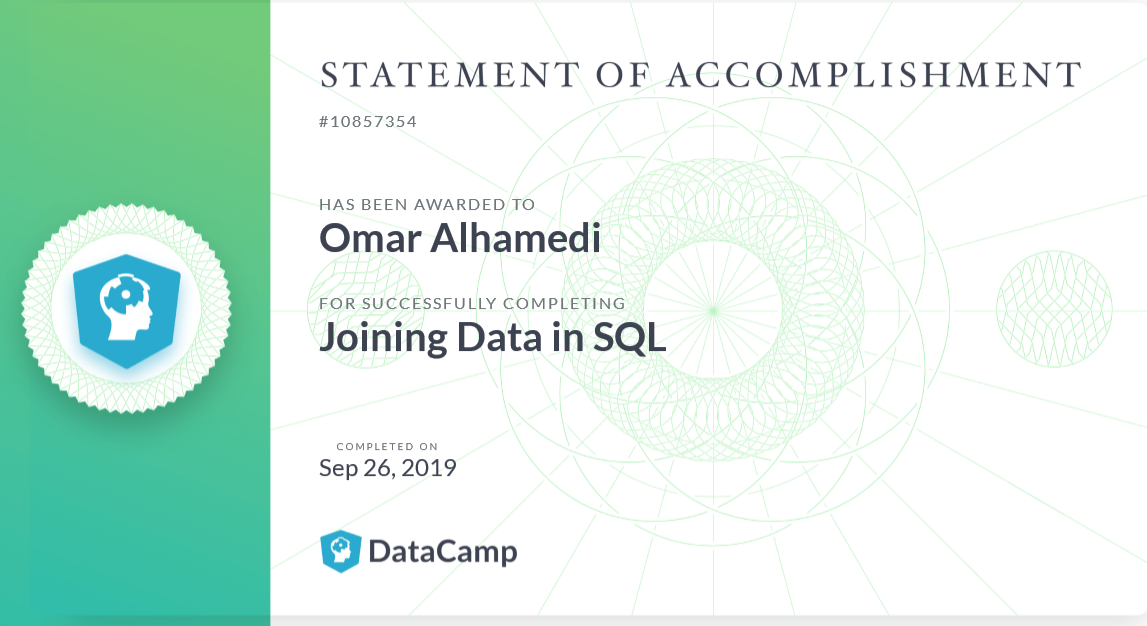 STATEMENT OF ACCOMPLISHMENT
#10857354
HAS BEEN AWARDED TO
Omar Alhamedi
FOR SUCCESSFULLY COMPLETING
Joining Data in SQL
COMPLETED ON
Sep 26, 2019
DataCamp